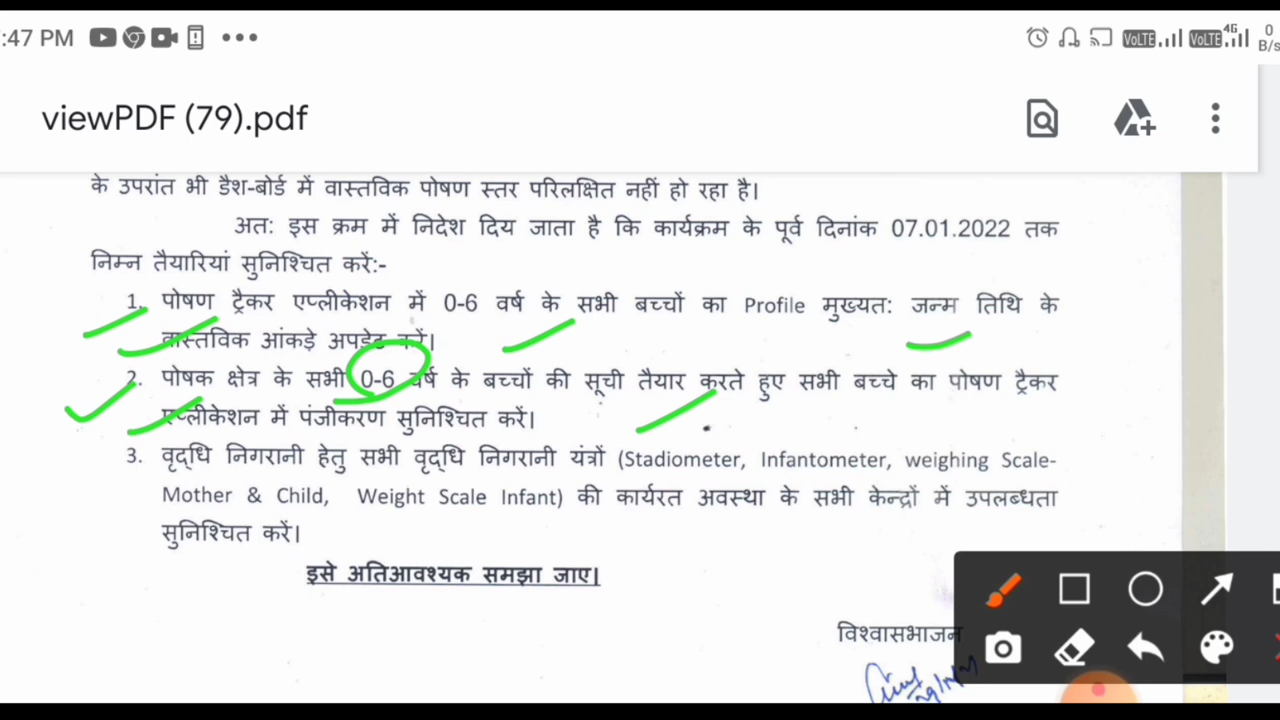 :47 PM
VoLTE VoLTE 4G 0 B/s
viewPDF (79).pdf
के उपरांत भी डैश-बोर्ड में वास्तविक पोषण स्तर परिलक्षित नहीं हो रहा है।
अत: इस क्रम में निदेश दिय जाता है कि कार्यक्रम के पूर्व दिनांक 07.01.2022 तक
निम्न तैयारियां सुनिश्चित करें:-
1. पोषण ट्रैकर एप्लीकेशन में 0-6 वर्ष के सभी बच्चों का Profile मुख्यत: जन्म तिथि के
वास्तविक आंकड़े अपडेट करें।
2. पोषक क्षेत्र के सभी 0-6 वर्ष के बच्चों की सूची तैयार करते हुए सभी बच्चे का पोषण ट्रैकर
एप्लीकेशन में पंजीकरण सुनिश्चित करें।
3. वृद्धि निगरानी हेतु सभी वृद्धि निगरानी यंत्रों (Stadiometer, Infantometer, weighing Scale-
Mother & Child, Weight Scale Infant) की कार्यरत अवस्था के सभी केन्द्रों में उपलब्धता
सुनिश्चित करें।
इसे अतिआवश्यक समझा जाए।
विश्वासभाजन